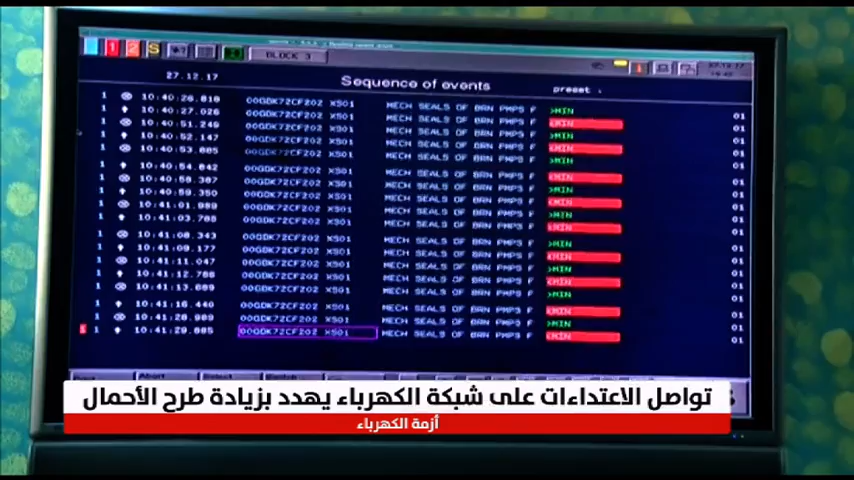 1 2 S BLOCK 3
27.12.17 Sequence of events preset
1 10:40:26.818 00GDK72CF202 XS01 MECH SEALS OF BRN PMPS F >MIN 01
1 10:40:27.026 00GDK72CF202 XS01 MECH SEALS OF BRN PMPS F <MIN 01
1 10:40:51.249 00GDK72CF202 XS01 MECH SEALS OF BRN PMPS F >MIN 01
1 10:40:52.147 00GDK72CF202 XS01 MECH SEALS OF BRN PMPS F <MIN 01
1 10:40:53.885 00GDK72CF202 XS01 MECH SEALS OF BRN PMPS F >MIN 01
1 10:40:54.842 00GDK72CF202 XS01 MECH SEALS OF BRN PMPS F <MIN 01
1 10:40:58.387 00GDK72CF202 XS01 MECH SEALS OF BRN PMPS F >MIN 01
1 10:40:59.350 00GDK72CF202 XS01 MECH SEALS OF BRN PMPS F <MIN 01
1 10:41:01.989 00GDK72CF202 XS01 MECH SEALS OF BRN PMPS F >MIN 01
1 10:41:03.788 00GDK72CF202 XS01 MECH SEALS OF BRN PMPS F <MIN 01
1 10:41:08.343 00GDK72CF202 XS01 MECH SEALS OF BRN PMPS F >MIN 01
1 10:41:09.177 00GDK72CF202 XS01 MECH SEALS OF BRN PMPS F <MIN 01
1 10:41:11.047 00GDK72CF202 XS01 MECH SEALS OF BRN PMPS F >MIN 01
1 10:41:12.788 00GDK72CF202 XS01 MECH SEALS OF BRN PMPS F <MIN 01
1 10:41:13.689 00GDK72CF202 XS01 MECH SEALS OF BRN PMPS F >MIN 01
1 10:41:16.440 00GDK72CF202 XS01 MECH SEALS OF BRN PMPS F <MIN 01
1 10:41:28.989 00GDK72CF202 XS01 MECH SEALS OF BRN PMPS F >MIN 01
1 10:41:29.885 00GDK72CF202 XS01 MECH SEALS OF BRN PMPS F <MIN 01
تواصل الاعتداءات على شبكة الكهرباء يهدد بزيادة طرح الأحمال
أزمة الكهرباء